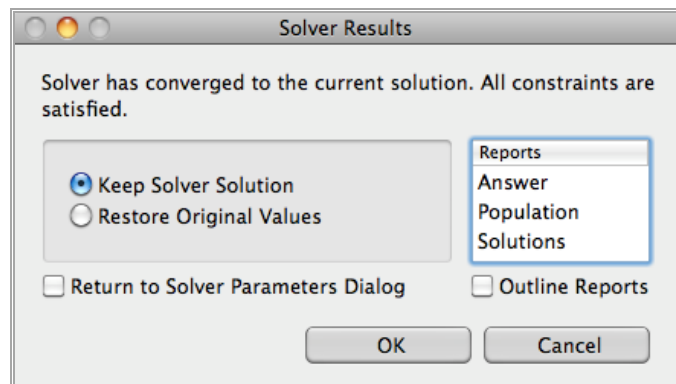 Solver Results
Solver has converged to the current solution. All constraints are
satisfied.
Keep Solver Solution
Restore Original Values
Reports
Answer
Population
Solutions
Return to Solver Parameters Dialog
Outline Reports
OK
Cancel